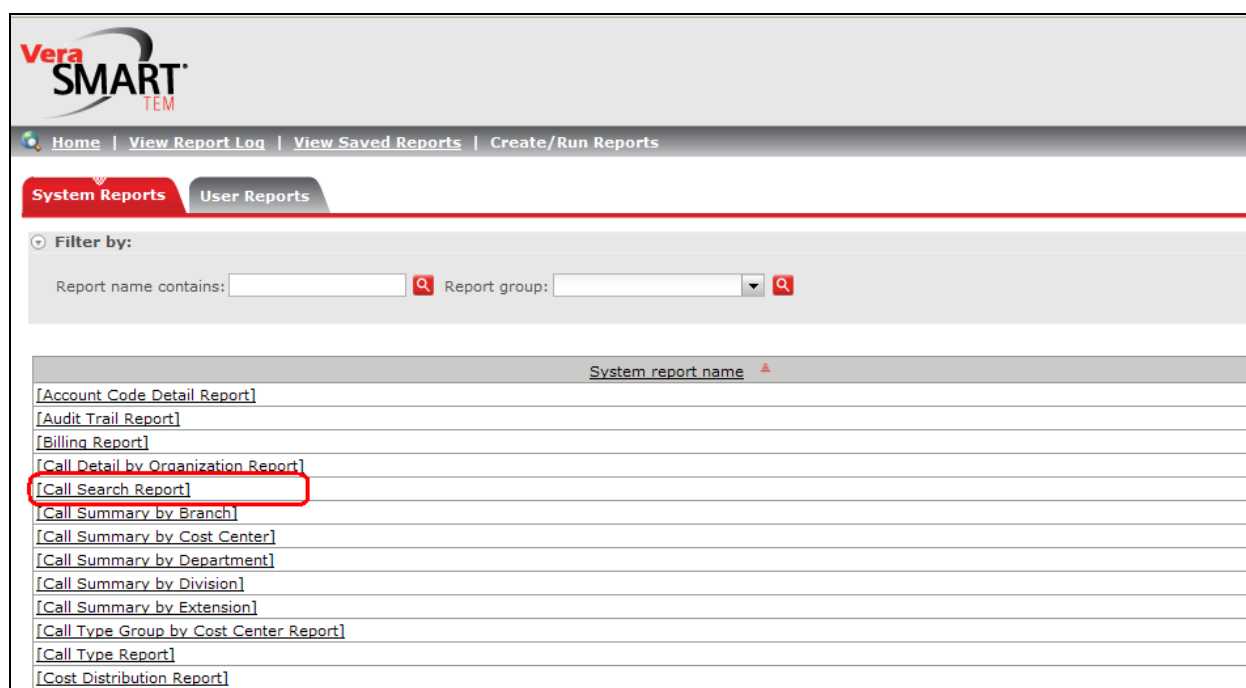 Vera
SMART
TEM
Home | View Report Log | View Saved Reports | Create/Run Reports
System Reports User Reports
Filter by:
Report name contains: Report group:
System report name
[Account Code Detail Report]
[Audit Trail Report]
[Billing Report]
[Call Detail by Organization Report]
[Call Search Report]
[Call Summary by Branch]
[Call Summary by Cost Center]
[Call Summary by Department]
[Call Summary by Division]
[Call Summary by Extension]
[Call Type Group by Cost Center Report]
[Call Type Report]
[Cost Distribution Report]